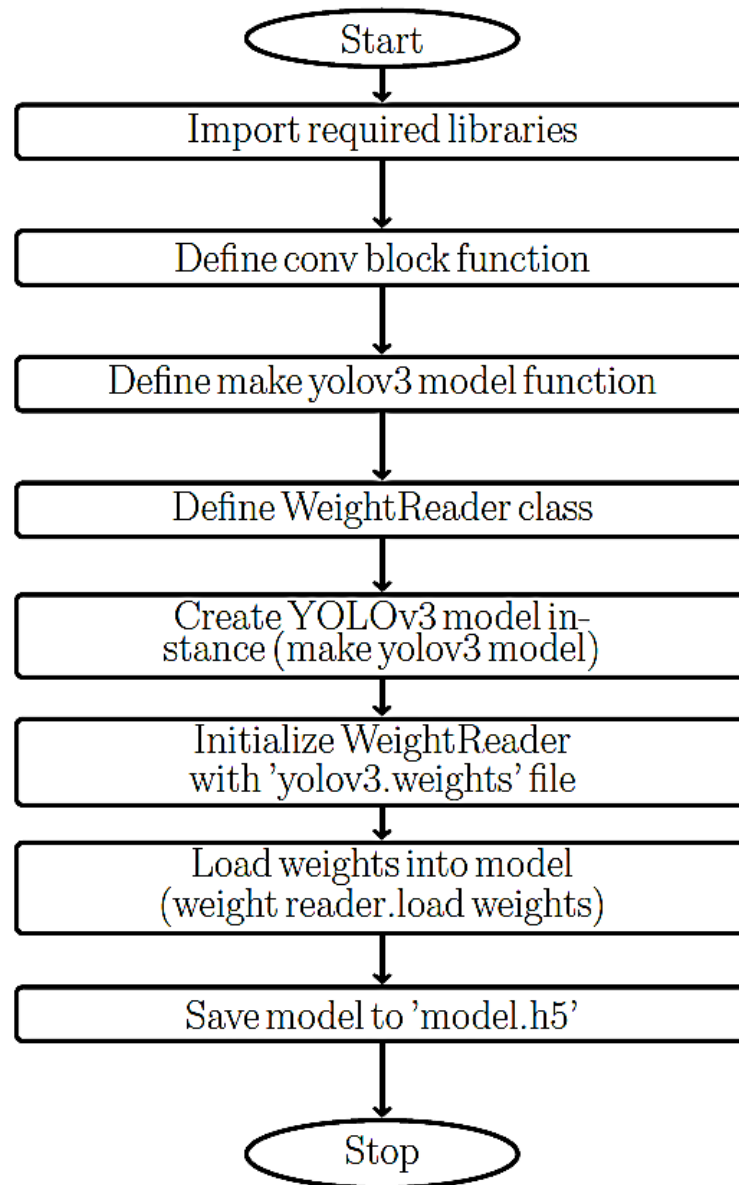 Start
Import required libraries
Define conv block function
Define make yolov3 model function
Define WeightReader class
Create YOLOv3 model in-
stance (make yolov3 model)
Initialize WeightReader
with 'yolov3.weights' file
Load weights into model
(weight reader.load weights)
Save model to 'model.h5'
Stop